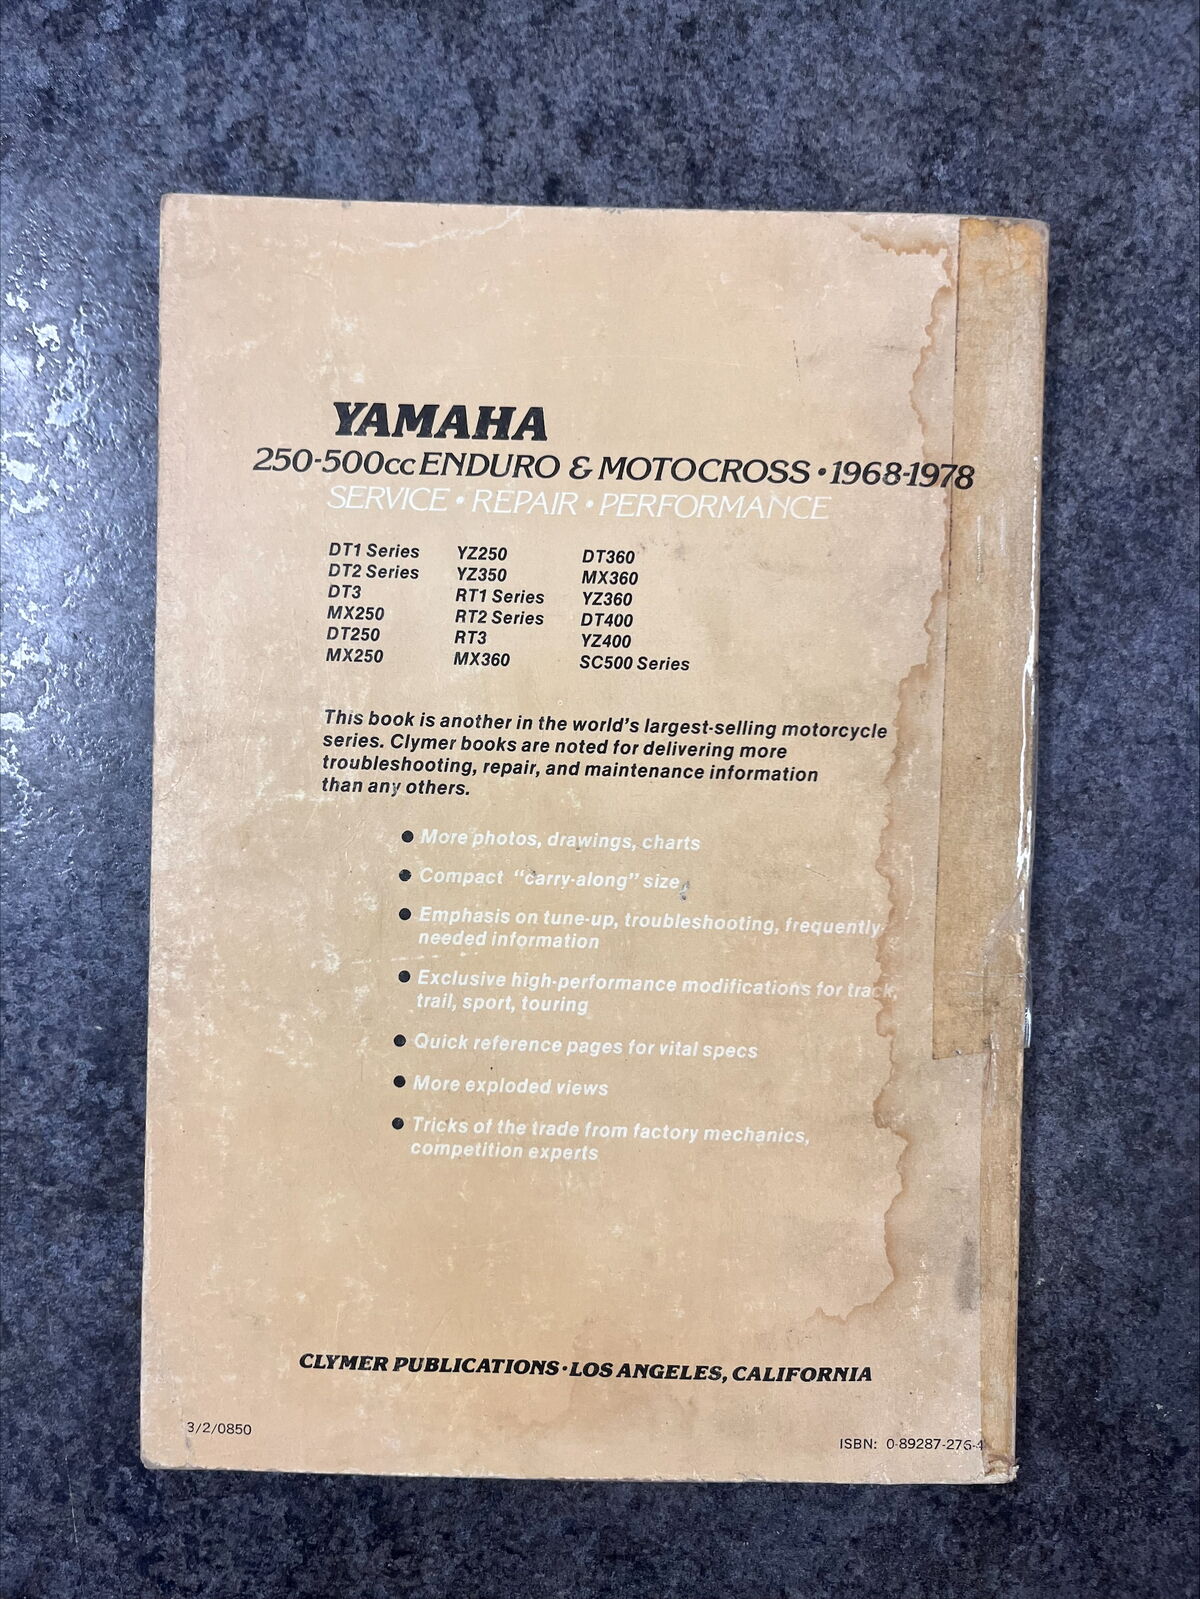 YAMAHA
250-500cc ENDURO & MOTOCROSS • 1968-1978
SERVICE • REPAIR • PERFORMANCE
DT1 Series YZ250 DT360
DT2 Series YZ350 MX360
DT3 RT1 Series YZ360
MX250 RT2 Series DT400
DT250 RT3 YZ400
MX250 MX360 SC500 Series
This book is another in the world's largest-selling motorcycle
series. Clymer books are noted for delivering more
troubleshooting, repair, and maintenance information
than any others.
● More photos, drawings, charts
● Compact "carry-along" size
● Emphasis on tune-up, troubleshooting, frequently-
needed information
● Exclusive high-performance modifications for track,
trail, sport, touring
● Quick reference pages for vital specs
● More exploded views
● Tricks of the trade from factory mechanics,
competition experts
CLYMER PUBLICATIONS • LOS ANGELES, CALIFORNIA
3/2/0850
ISBN: 0-89287-276-4